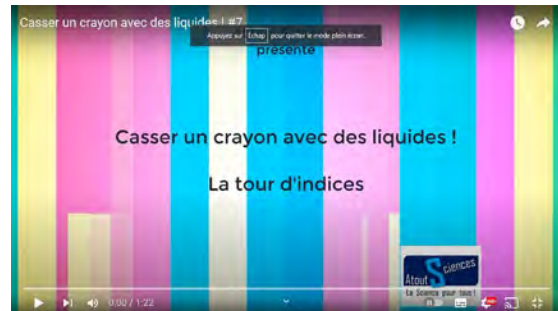 Casser un crayon avec des liquides ! #7
Appuyez sur Échap pour quitter le mode plein écran.
présente
Casser un crayon avec des liquides !
La tour d'indices
Atout Sciences
La Science pour tous !
0:00 / 1:22